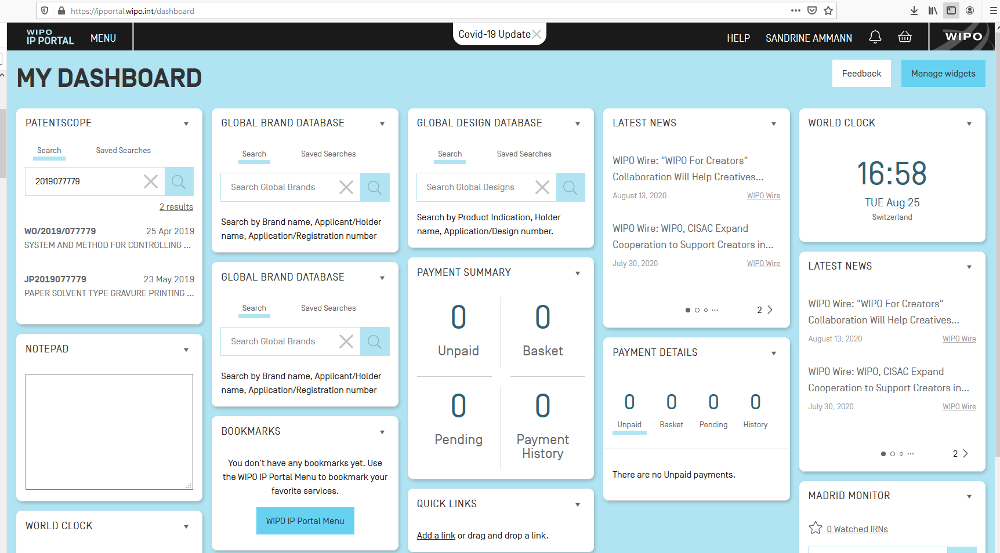 https://ipportal.wipo.int/dashboard
WIPO
IP PORTAL
MENU
Covid-19 Update
HELP
SANDRINE AMMANN
WIPO
MY DASHBOARD
Feedback
Manage widgets
PATENTSCOPE
Search
Saved Searches
2019077779
2 results
WO/2019/077779 25 Apr 2019
SYSTEM AND METHOD FOR CONTROLLING ...
JP2019077779 23 May 2019
PAPER SOLVENT TYPE GRAVURE PRINTING ...
NOTEPAD
WORLD CLOCK
GLOBAL BRAND DATABASE
Search
Saved Searches
Search Global Brands
Search by Brand name, Applicant/Holder
name, Application/Registration number
GLOBAL BRAND DATABASE
Search
Saved Searches
Search Global Brands
Search by Brand name, Applicant/Holder
name, Application/Registration number
BOOKMARKS
You don't have any bookmarks yet. Use
the WIPO IP Portal Menu to bookmark your
favorite services.
WIPO IP Portal Menu
GLOBAL DESIGN DATABASE
Search
Saved Searches
Search Global Designs
Search by Product Indication, Holder
name, Application/Design number.
PAYMENT SUMMARY
0
Unpaid
0
Basket
0
Pending
0
Payment
History
QUICK LINKS
Add a link or drag and drop a link.
LATEST NEWS
WIPO Wire: "WIPO For Creators"
Collaboration Will Help Creatives...
August 13, 2020 WIPO Wire
WIPO Wire: WIPO, CISAC Expand
Cooperation to Support Creators in...
July 30, 2020 WIPO Wire
2
PAYMENT DETAILS
0 0 0 0
Unpaid Basket Pending History
There are no Unpaid payments.
WORLD CLOCK
16:58
TUE Aug 25
Switzerland
LATEST NEWS
WIPO Wire: "WIPO For Creators"
Collaboration Will Help Creatives...
August 13, 2020 WIPO Wire
WIPO Wire: WIPO, CISAC Expand
Cooperation to Support Creators in...
July 30, 2020 WIPO Wire
2
MADRID MONITOR
0 Watched IRNs